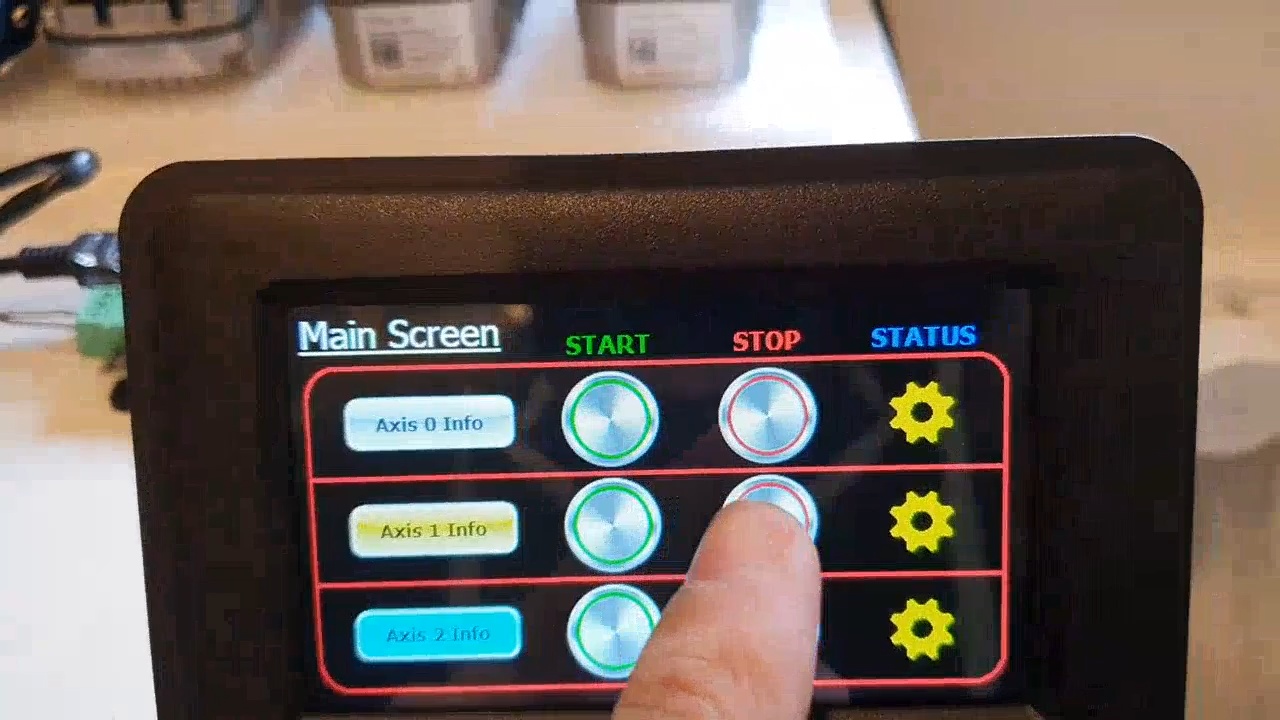 Main Screen
START
STOP
STATUS
Axis 0 Info
Axis 1 Info
Axis 2 Info